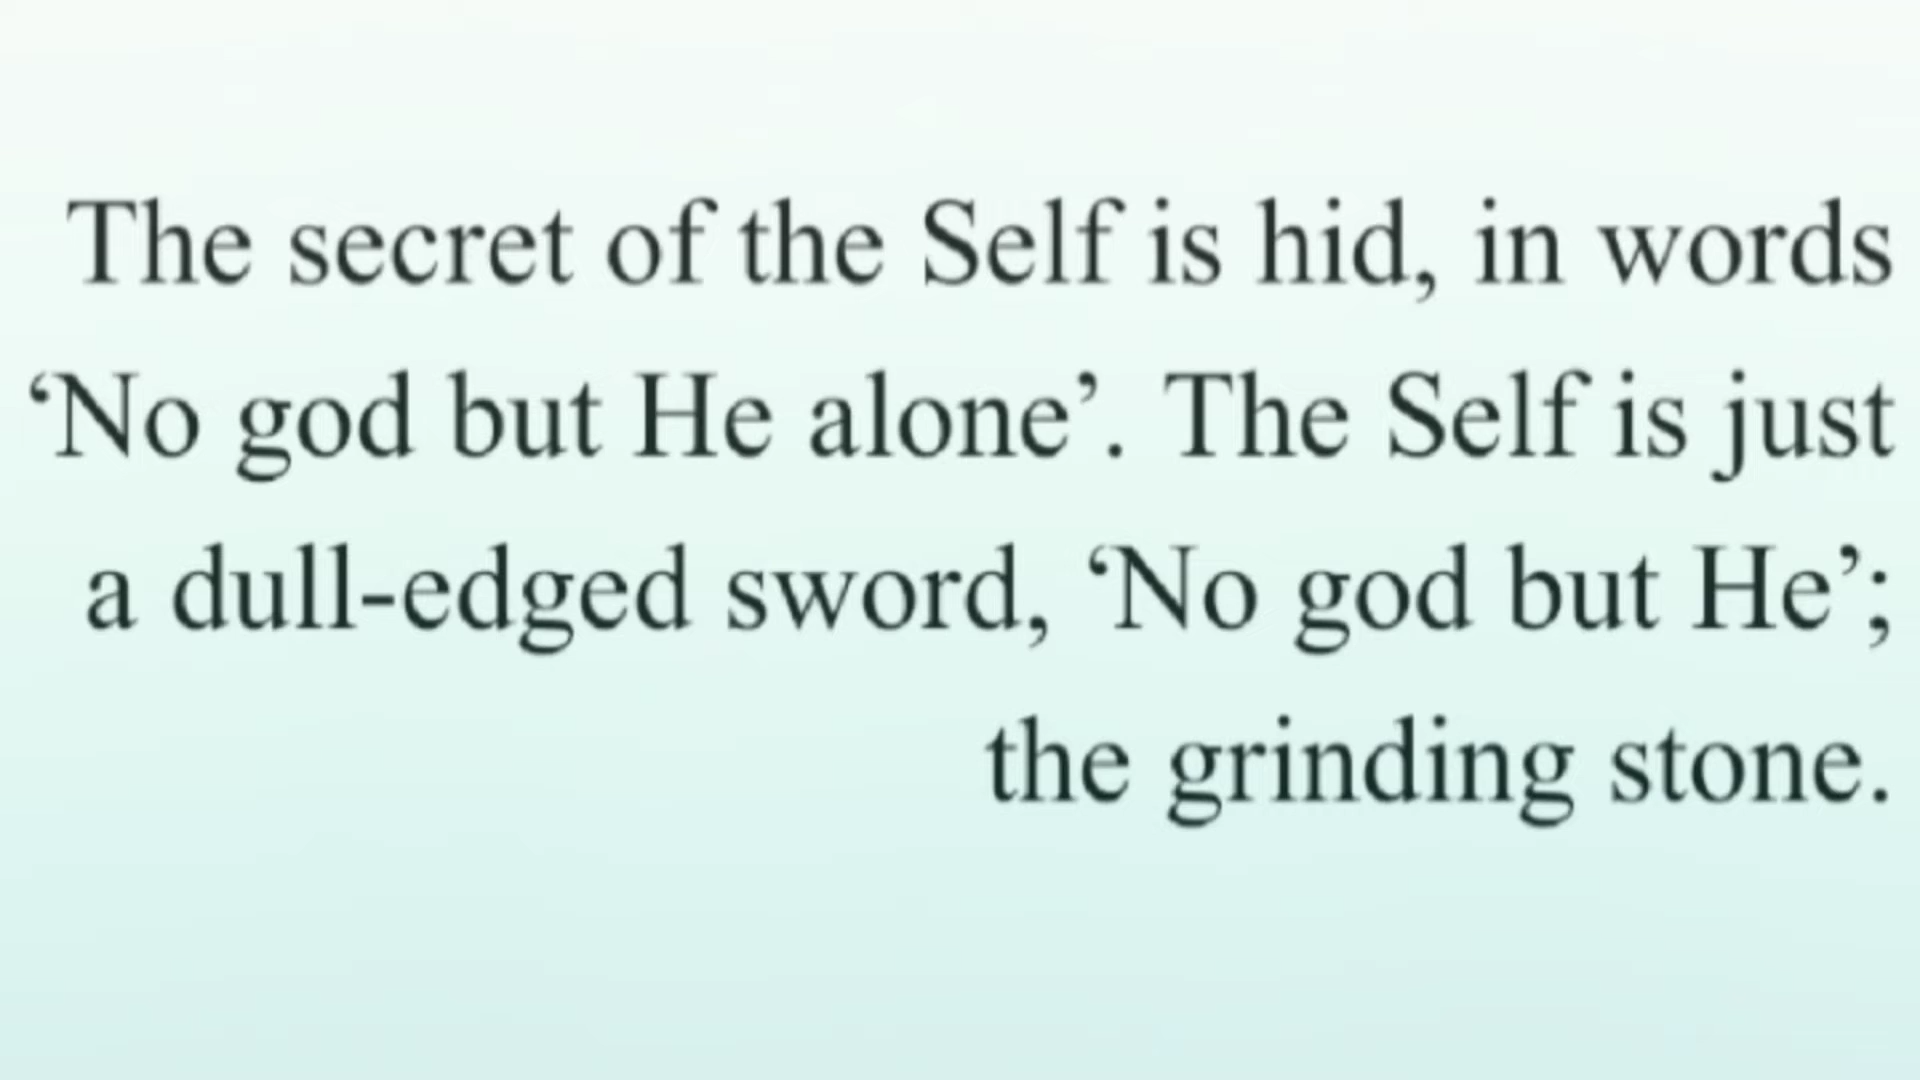 The secret of the Self is hid, in words
‘No god but He alone’. The Self is just
a dull-edged sword, ‘No god but He’;
the grinding stone.